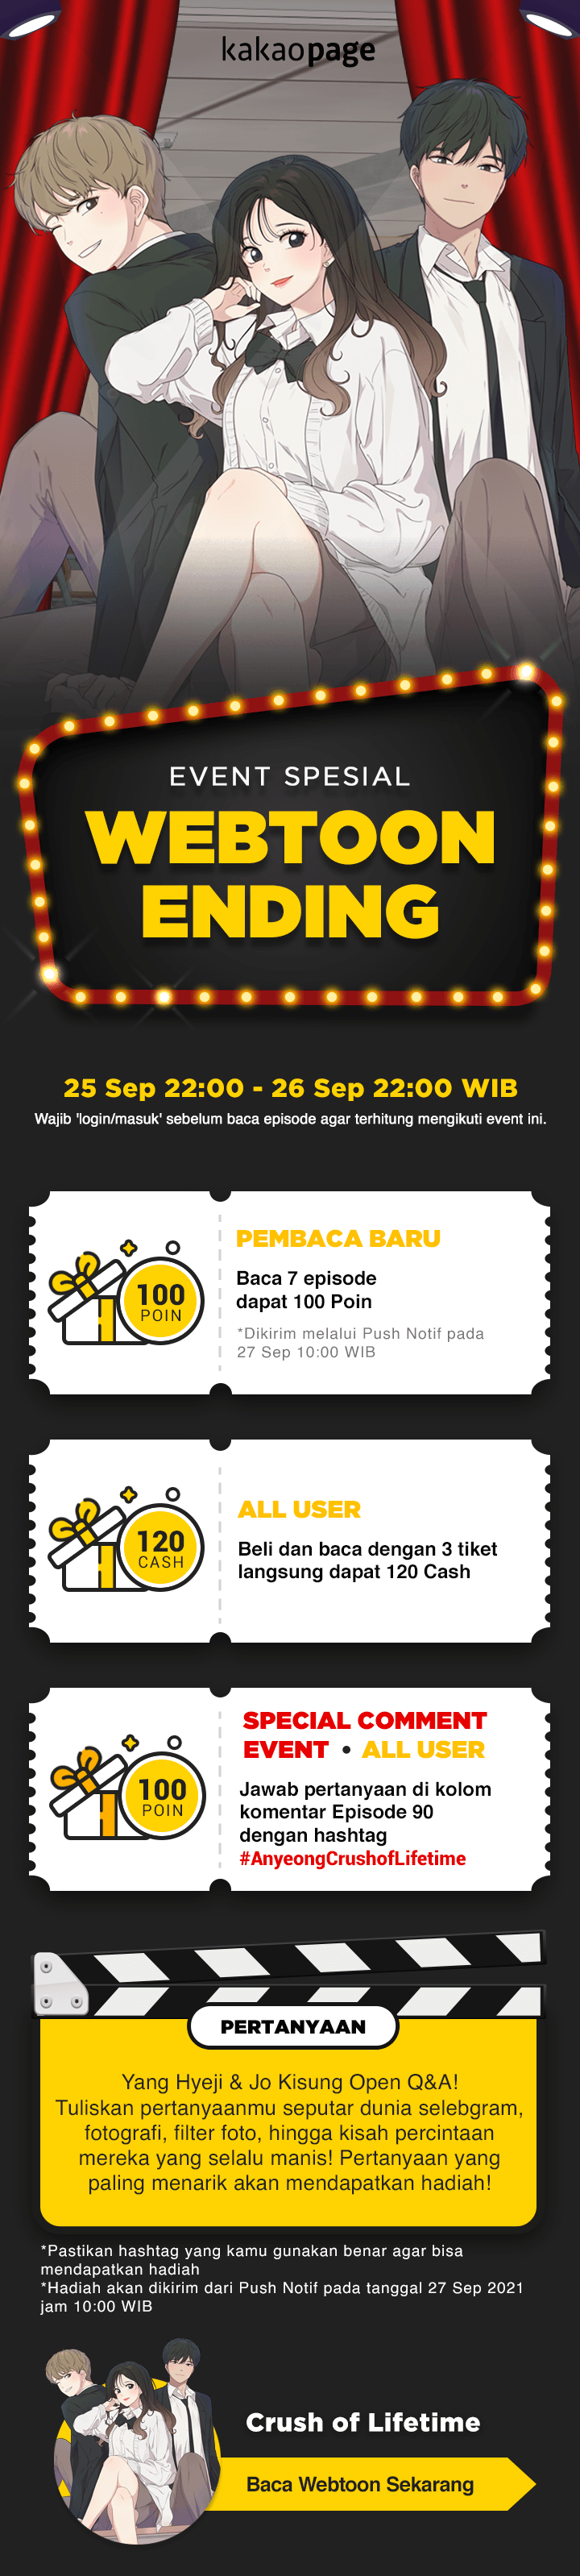 kakaopage
EVENT SPESIAL
WEBTOON
ENDING
25 Sep 22:00 - 26 Sep 22:00 WIB
Wajib 'login/masuk' sebelum baca episode agar terhitung mengikuti event ini.
100
POIN
PEMBACA BARU
Baca 7 episode
dapat 100 Poin
*Dikirim melalui Push Notif pada
27 Sep 10:00 WIB
120
CASH
ALL USER
Beli dan baca dengan 3 tiket
langsung dapat 120 Cash
100
POIN
SPECIAL COMMENT
EVENT • ALL USER
Jawab pertanyaan di kolom
komentar Episode 90
dengan hashtag
#AnyeongCrushofLifetime
PERTANYAAN
Yang Hyeji & Jo Kisung Open Q&A!
Tuliskan pertanyaanmu seputar dunia selebgram,
fotografi, filter foto, hingga kisah percintaan
mereka yang selalu manis! Pertanyaan yang
paling menarik akan mendapatkan hadiah!
*Pastikan hashtag yang kamu gunakan benar agar bisa
mendapatkan hadiah
*Hadiah akan dikirim dari Push Notif pada tanggal 27 Sep 2021
jam 10:00 WIB
Crush of Lifetime
Baca Webtoon Sekarang